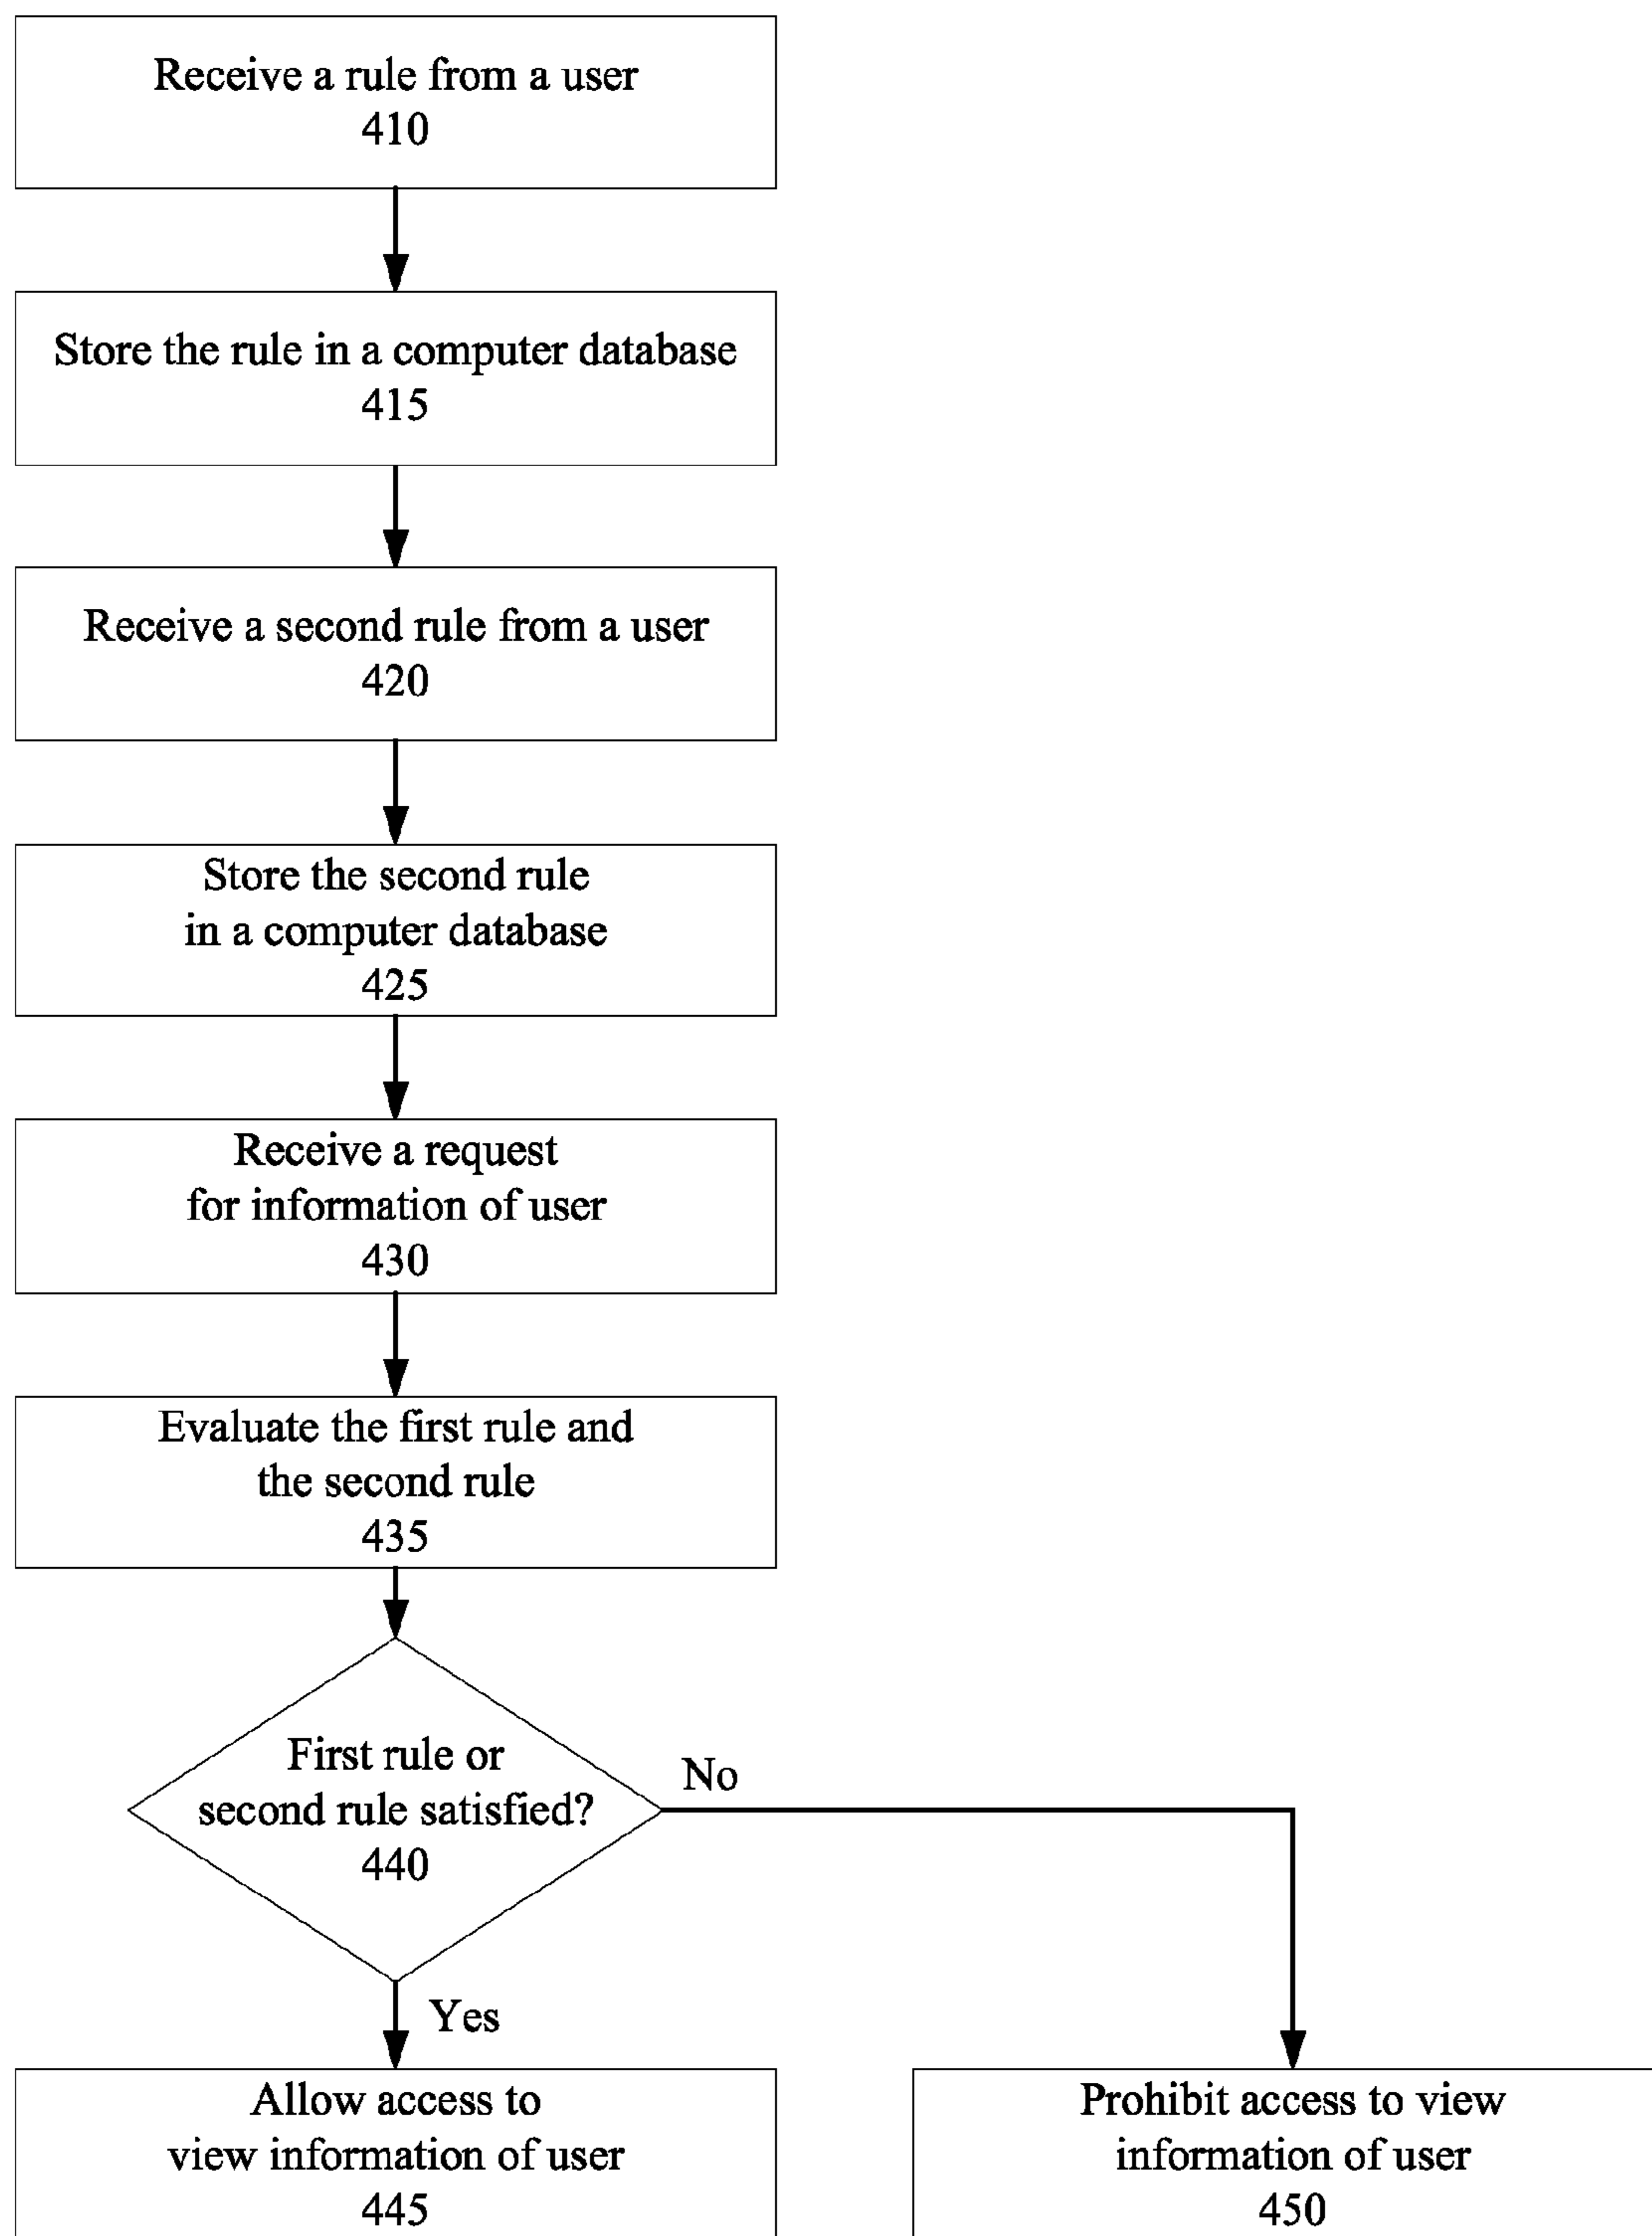 Receive a rule from a user
410
Store the rule in a computer database
415
Receive a second rule from a user
420
Store the second rule
in a computer database
425
Receive a request
for information of user
430
Evaluate the first rule and
the second rule
435
First rule or
second rule satisfied?
440
No
Yes
Allow access to
view information of user
445
Prohibit access to view
information of user
450